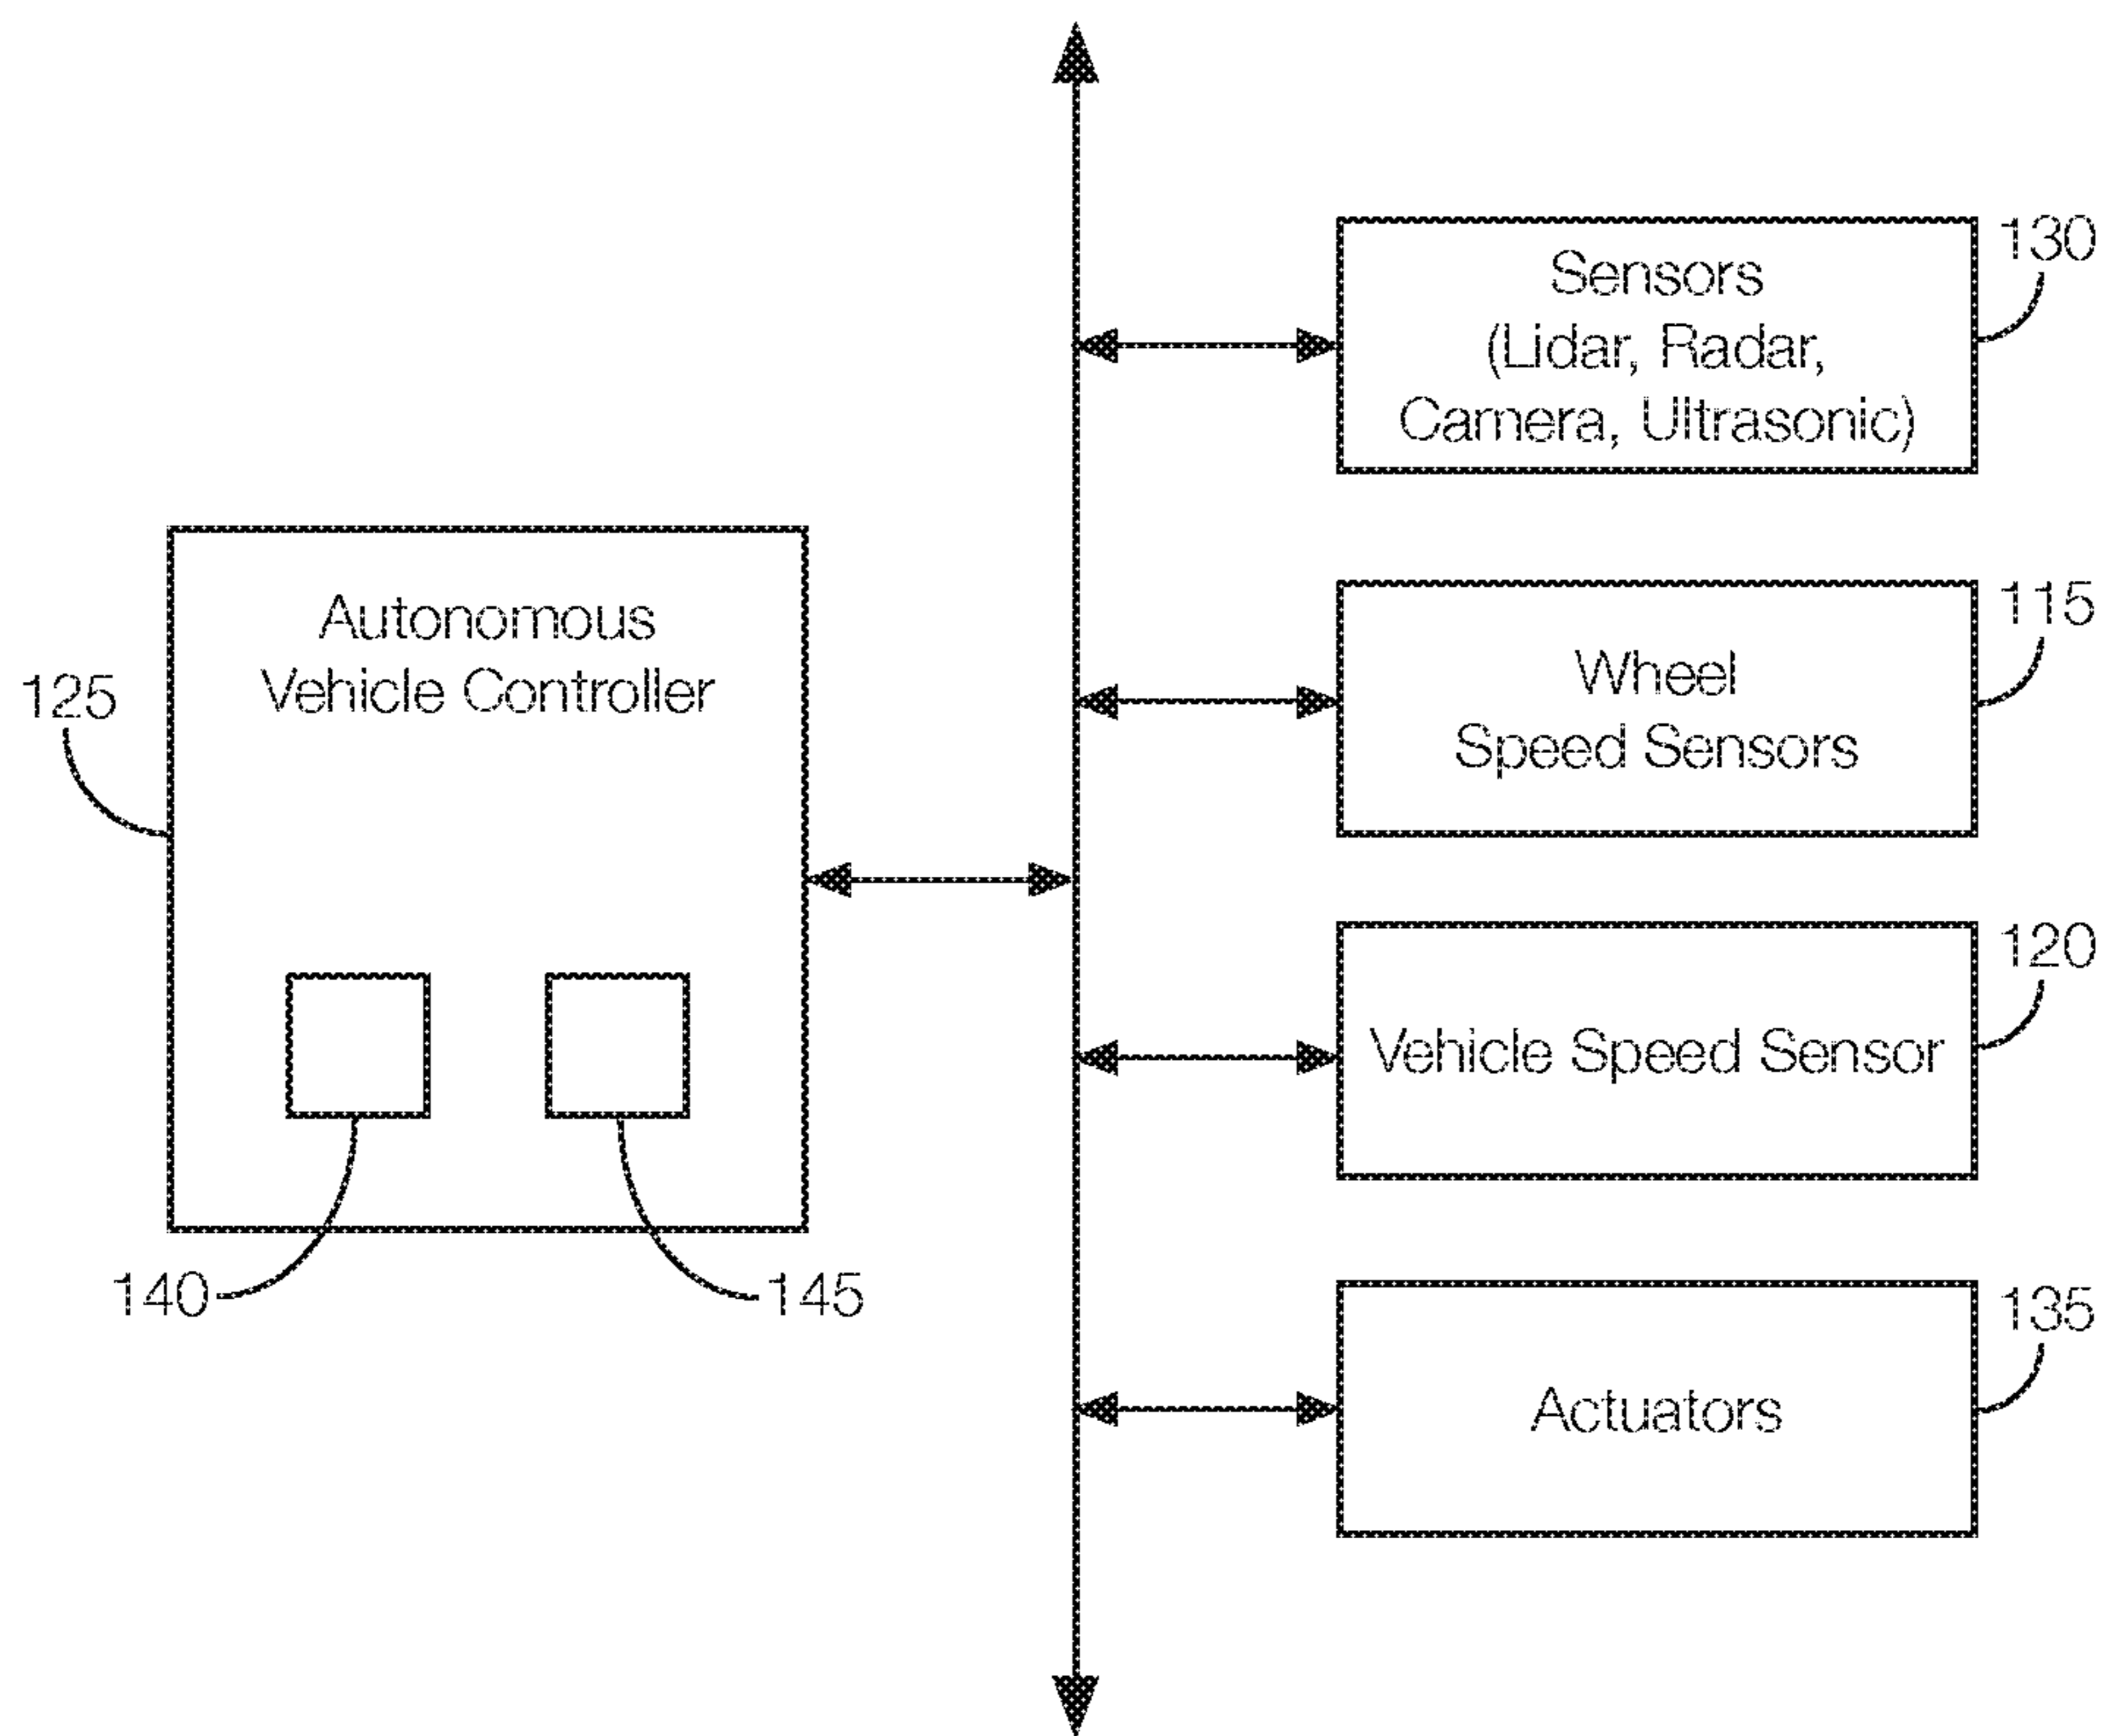 130
Sensors
(Lidar, Radar,
Camera, Ultrasonic)
115
Wheel
Speed Sensors
Autonomous
Vehicle Controller
125
120
Vehicle Speed Sensor
140
145
135
Actuators